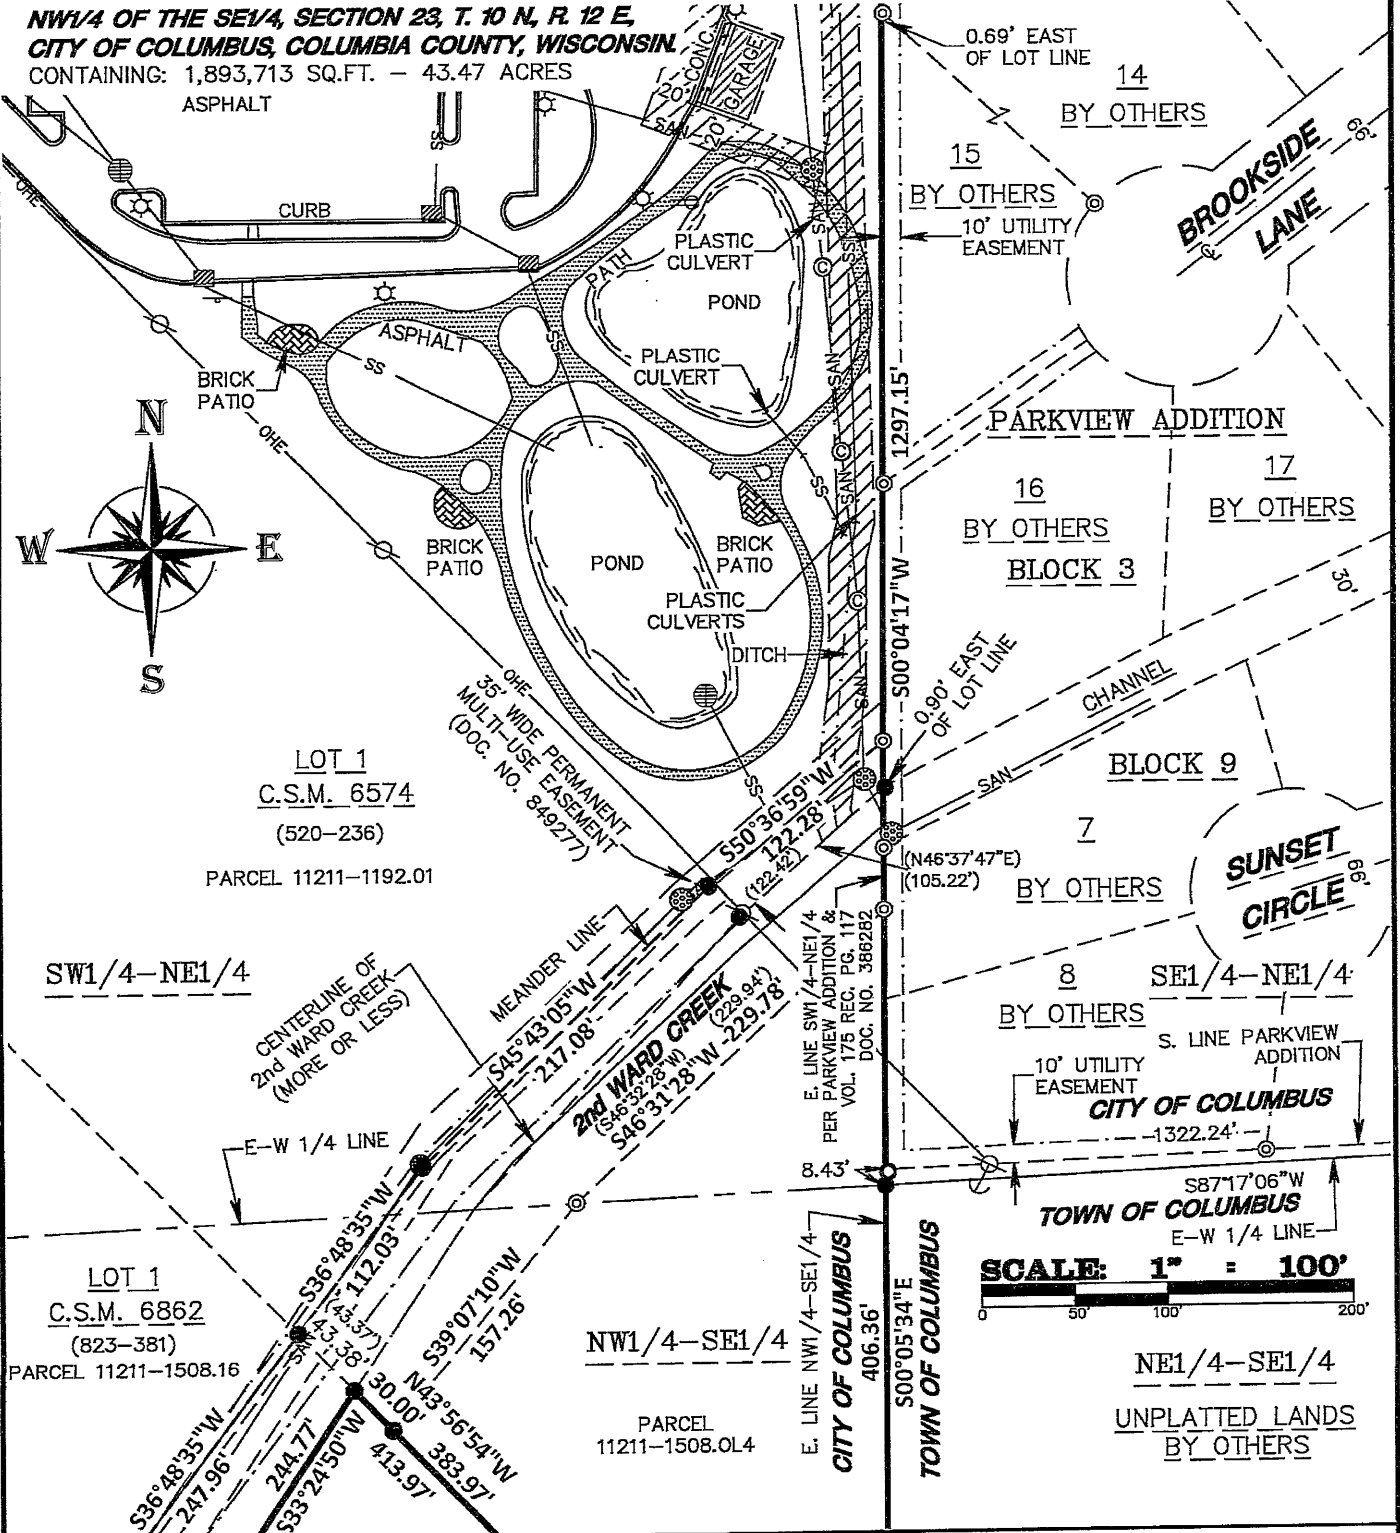 NW1/4 OF THE SE1/4, SECTION 23, T. 10 N., R. 12 E,
CITY OF COLUMBUS, COLUMBIA COUNTY, WISCONSIN.
CONTAINING: 1,893,713 SQ.FT. - 43.47 ACRES
ASPHALT
SS
CONC.
GARAGE
20'
SAN
20'
OHE
CURB
0.69' EAST
OF LOT LINE
14
BY OTHERS
15
BY OTHERS
10' UTILITY
EASEMENT
BROOKSIDE
LANE
66'
℄
PLASTIC
CULVERT
SAN
SS
PATH
POND
ASPHALT
SS
SS
PLASTIC
CULVERT
BRICK
PATIO
OHE
SAN
1297.15'
PARKVIEW ADDITION
N
W
E
S
16
BY OTHERS
17
BY OTHERS
BLOCK 3
SS
SAN
BRICK
PATIO
POND
BRICK
PATIO
PLASTIC
CULVERTS
DITCH
S00°04'17"W
30'
0.90' EAST
OF LOT LINE
CHANNEL
SAN
OHE
SAN
35' WIDE PERMANENT
MULTI-USE EASEMENT
(DOC. NO. 849277)
LOT 1
C.S.M. 6574
(520-236)
PARCEL 11211-1192.01
SS
S50°36'59"W
122.28'
(122.42')
BLOCK 9
7
BY OTHERS
(N46°37'47"E)
(105.22')
SUNSET
CIRCLE
66'
SW1/4-NE1/4
MEANDER LINE
CENTERLINE OF
2nd WARD CREEK
(MORE OR LESS)
S45°43'05"W
217.08'
2nd WARD CREEK
(229.94')
(S46°32'28"W)
S46°31'28"W -229.78'
E. LINE SW1/4-NE1/4
PER PARKVIEW ADDITION &
VOL. 175 REC. PG. 117
DOC. NO. 386282
8
BY OTHERS
SE1/4-NE1/4
S. LINE PARKVIEW
ADDITION
10' UTILITY
EASEMENT
CITY OF COLUMBUS
1322.24'
E-W 1/4 LINE
8.43'
S87°17'06"W
TOWN OF COLUMBUS
E-W 1/4 LINE
SCALE: 1" = 100'
0 50' 100' 200'
LOT 1
C.S.M. 6862
(823-381)
PARCEL 11211-1508.16
S36°48'35"W
112.03'
(43.37')
43.38'
SAN
S39°07'10"W
157.26'
30.00'
N43°56'54"W
383.97'
413.97'
S36°48'35"W
247.96'
244.77'
S33°24'50"W
NW1/4-SE1/4
PARCEL
11211-1508.OL4
E. LINE NW1/4-SE1/4
CITY OF COLUMBUS
406.36'
S00°05'34"E
TOWN OF COLUMBUS
NE1/4-SE1/4
UNPLATTED LANDS
BY OTHERS